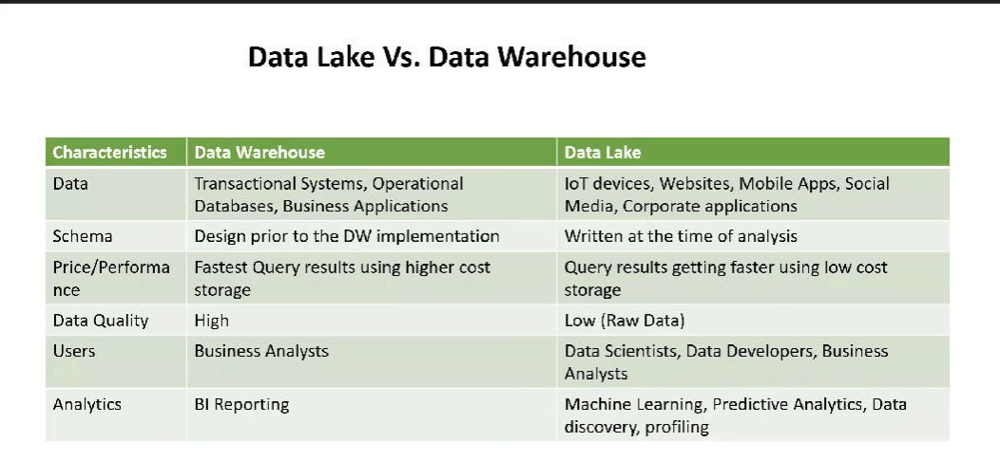 Data Lake Vs. Data Warehouse
Characteristics Data Warehouse Data Lake
Data Transactional Systems, Operational IoT devices, Websites, Mobile Apps, Social
Databases, Business Applications Media, Corporate applications
Schema Design prior to the DW implementation Written at the time of analysis
Price/Performa Fastest Query results using higher cost Query results getting faster using low cost
nce storage storage
Data Quality High Low (Raw Data)
Users Business Analysts Data Scientists, Data Developers, Business
Analysts
Analytics BI Reporting Machine Learning, Predictive Analytics, Data
discovery, profiling